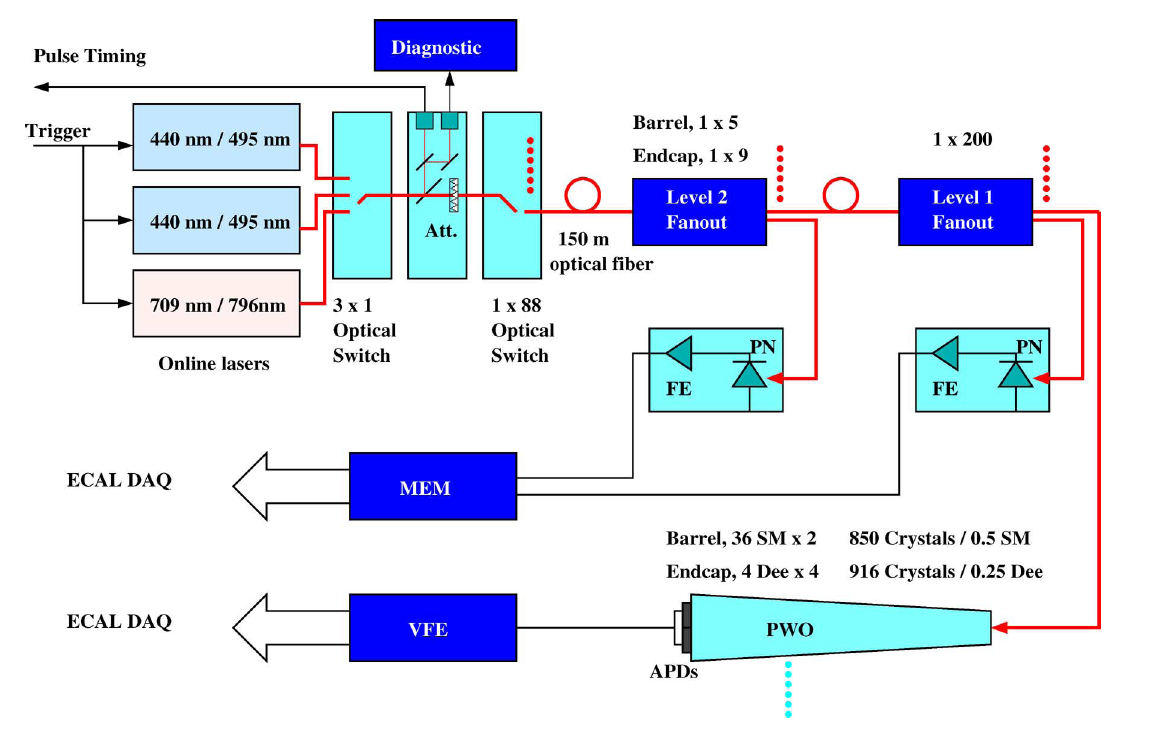 Diagnostic
Pulse Timing
Trigger
440 nm / 495 nm
440 nm / 495 nm
709 nm / 796nm
Online lasers
3 x 1
Optical
Switch
Att.
1 x 88
Optical
Switch
150 m
optical fiber
Barrel, 1 x 5
Endcap, 1 x 9
Level 2
Fanout
1 x 200
Level 1
Fanout
PN
FE
PN
FE
ECAL DAQ
MEM
Barrel, 36 SM x 2
850 Crystals / 0.5 SM
Endcap, 4 Dee x 4
916 Crystals / 0.25 Dee
ECAL DAQ
VFE
PWO
APDs